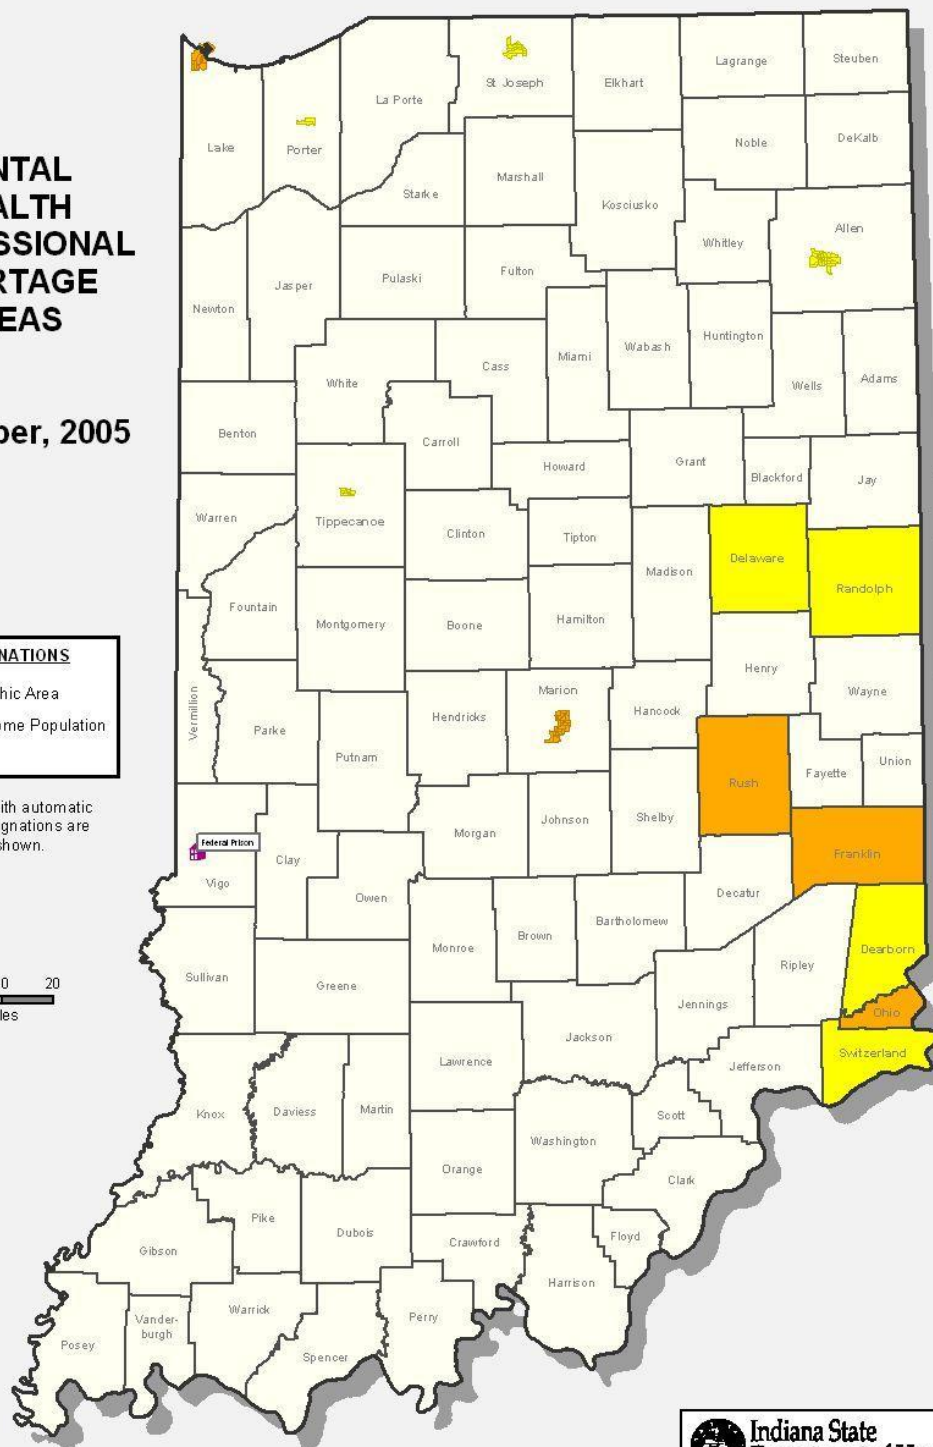 NTAL
ALTH
SSIONAL
RTAGE
EAS
ber, 2005
NATIONS
hic Area
me Population
ith automatic
gnations are
shown.
0 20
les
Lake
Porter
La Porte
St Joseph
Elkhart
Lagrange
Steuben
Noble
DeKalb
Starke
Marshall
Kosciusko
Whitley
Allen
Newton
Jasper
Pulaski
Fulton
White
Cass
Miami
Wabash
Huntington
Wells
Adams
Benton
Carroll
Howard
Grant
Blackford
Jay
Warren
Tippecanoe
Clinton
Tipton
Madison
Delaware
Randolph
Fountain
Montgomery
Boone
Hamilton
Henry
Wayne
Vermillion
Parke
Putnam
Hendricks
Marion
Hancock
Rush
Fayette
Union
Federal Prison
Vigo
Clay
Owen
Morgan
Johnson
Shelby
Decatur
Franklin
Sullivan
Greene
Monroe
Brown
Bartholomew
Jennings
Ripley
Dearborn
Ohio
Switzerland
Jefferson
Knox
Daviess
Martin
Lawrence
Jackson
Scott
Washington
Orange
Clark
Gibson
Pike
Dubois
Crawford
Floyd
Harrison
Posey
Vander-
burgh
Warrick
Spencer
Perry
Indiana State